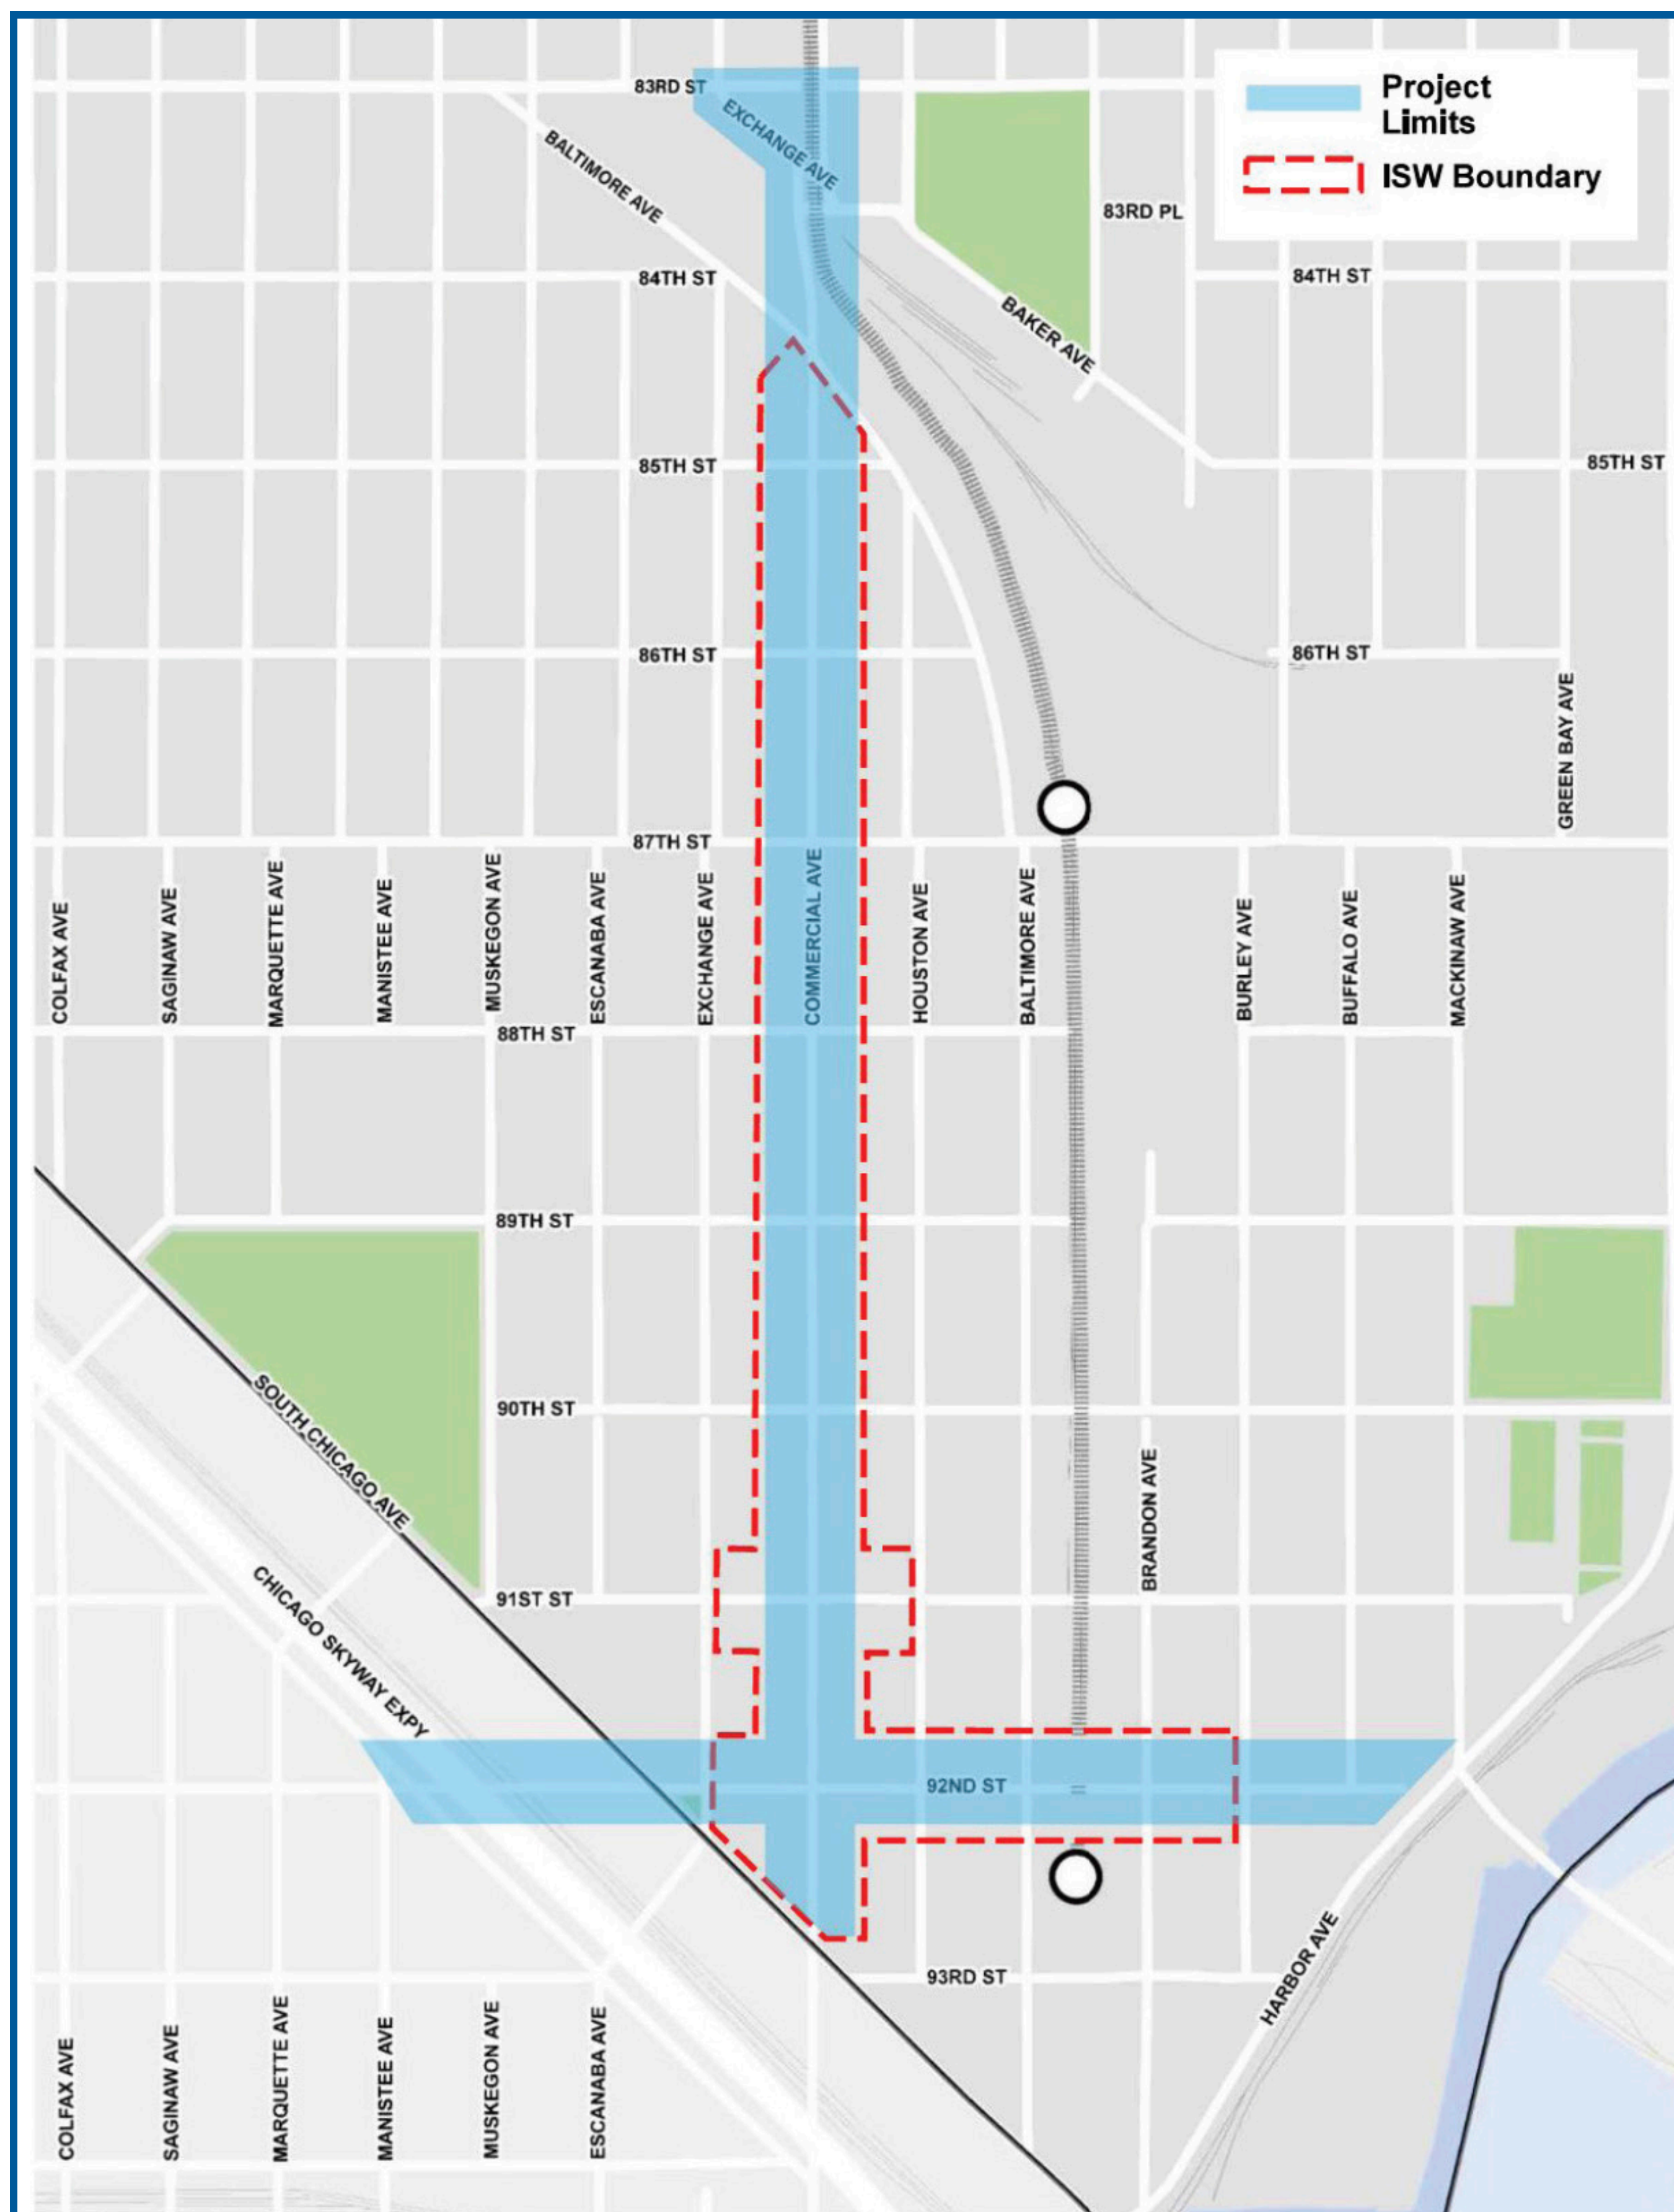 Project
Limits
ISW Boundary
83RD ST
EXCHANGE AVE
BALTIMORE AVE
83RD PL
84TH ST
84TH ST
BAKER AVE
85TH ST
85TH ST
86TH ST
86TH ST
GREEN BAY AVE
87TH ST
COLFAX AVE
SAGINAW AVE
MARQUETTE AVE
MANISTEE AVE
MUSKEGON AVE
ESCANABA AVE
EXCHANGE AVE
COMMERCIAL AVE
HOUSTON AVE
BALTIMORE AVE
BURLEY AVE
BUFFALO AVE
MACKINAW AVE
88TH ST
89TH ST
SOUTH CHICAGO AVE
90TH ST
BRANDON AVE
91ST ST
CHICAGO SKYWAY EXPY
92ND ST
93RD ST
HARBOR AVE
COLFAX AVE
SAGINAW AVE
MARQUETTE AVE
MANISTEE AVE
MUSKEGON AVE
ESCANABA AVE